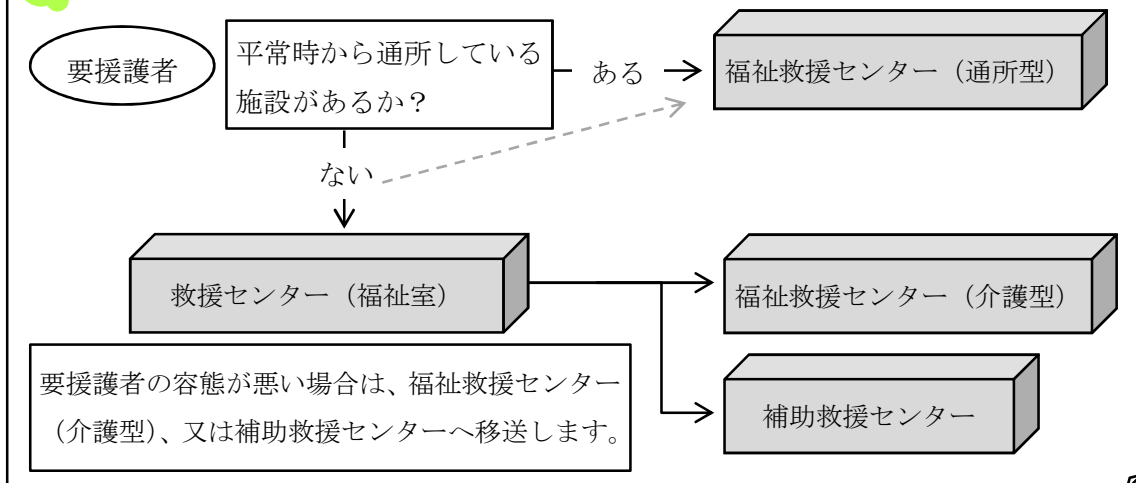 要援護者
平常時から通所している
施設があるか？
ある
福祉救援センター（通所型）
ない
救援センター（福祉室）
福祉救援センター（介護型）
要援護者の容態が悪い場合は、福祉救援センター
（介護型）、又は補助救援センターへ移送します。
補助救援センター